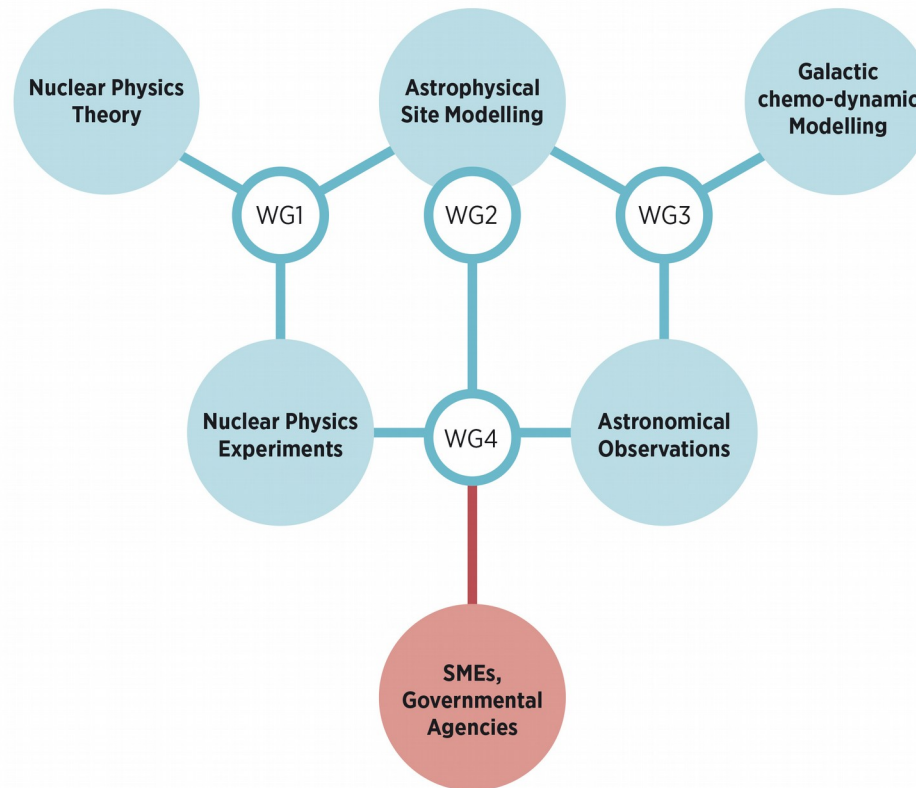 Nuclear Physics
Theory
Astrophysical
Site Modelling
Galactic
chemo-dynamic
Modelling
WG1
WG2
WG3
Nuclear Physics
Experiments
WG4
Astronomical
Observations
SMEs,
Governmental
Agencies